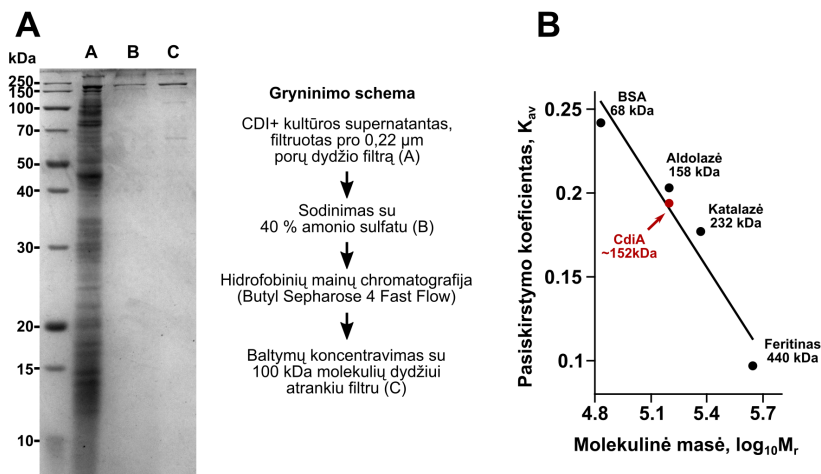 A
kDa
A B C
250
150
100
70
50
40
30
20
15
10
Gryninimo schema
CDI+ kultūros supernatantas,
filtruotas pro 0,22 µm
porų dydžio filtrą (A)
Sodinimas su
40 % amonio sulfatu (B)
Hidrofobinių mainų chromatografija
(Butyl Sepharose 4 Fast Flow)
Baltymų koncentravimas su
100 kDa molekulių dydžiui
atrankiu filtru (C)
B
Pasiskirstymo koeficientas, Kav
0.25
0.2
0.15
0.1
BSA
68 kDa
Aldolazė
158 kDa
Katalazė
232 kDa
CdiA
~152kDa
Feritinas
440 kDa
4.8 5.1 5.4 5.7
Molekulinė masė, log10Mr